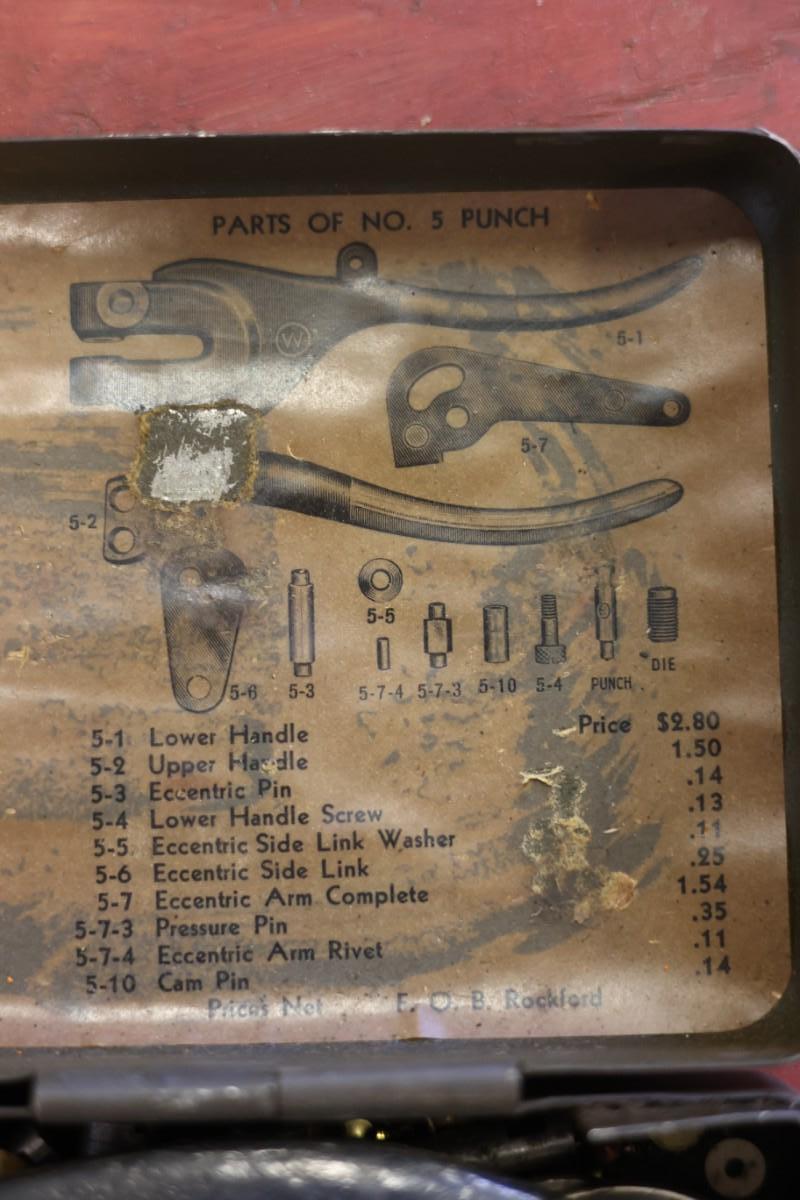 PARTS OF NO. 5 PUNCH
W
5-1
5-7
5-2
5-5
5-6 5-3 5-7-4 5-7-3 5-10 5-4 PUNCH DIE
5-1 Lower Handle Price $2.80
5-2 Upper Handle 1.50
5-3 Eccentric Pin .14
5-4 Lower Handle Screw .13
5-5 Eccentric Side Link Washer .11
5-6 Eccentric Side Link .25
5-7 Eccentric Arm Complete 1.54
5-7-3 Pressure Pin .35
5-7-4 Eccentric Arm Rivet .11
5-10 Cam Pin .14
Prices Net F. O. B. Rockford